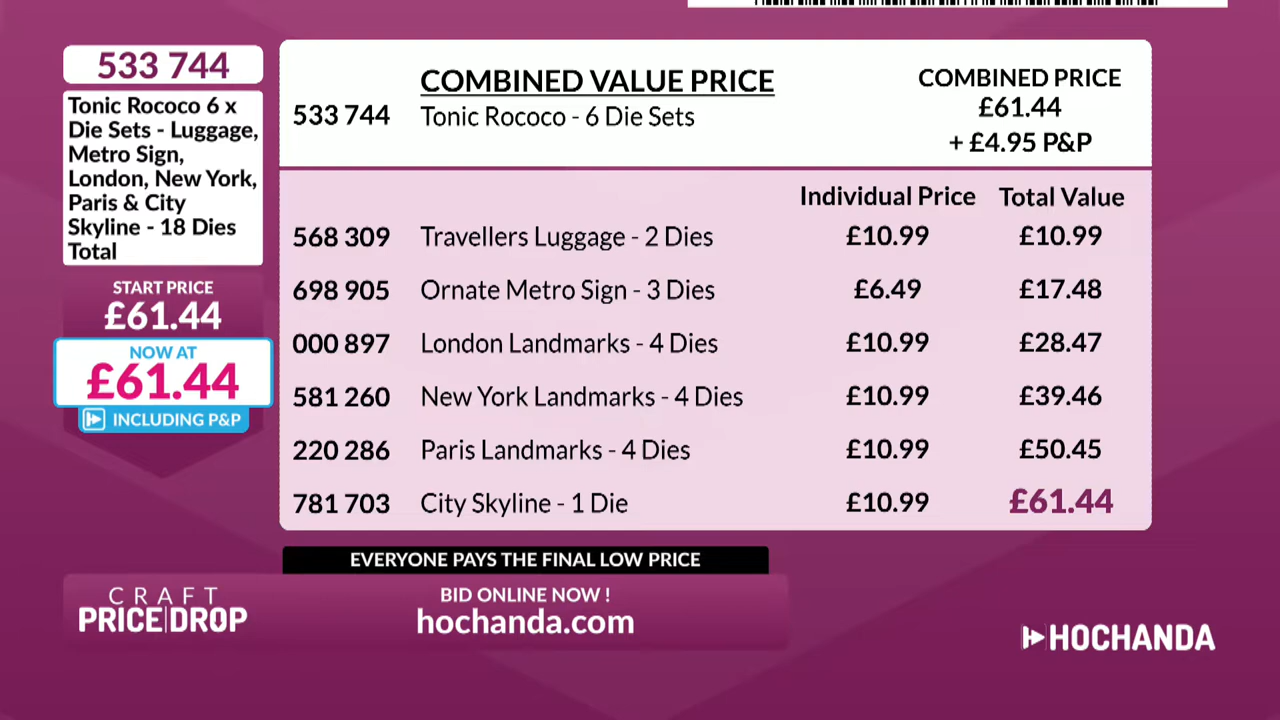 533 744
Tonic Rococo 6 x
Die Sets - Luggage,
Metro Sign,
London, New York,
Paris & City
Skyline - 18 Dies
Total
START PRICE
£61.44
NOW AT
£61.44
INCLUDING P&P
COMBINED VALUE PRICE
COMBINED PRICE
533 744 Tonic Rococo - 6 Die Sets £61.44
+ £4.95 P&P
Individual Price Total Value
568 309 Travellers Luggage - 2 Dies £10.99 £10.99
698 905 Ornate Metro Sign - 3 Dies £6.49 £17.48
000 897 London Landmarks - 4 Dies £10.99 £28.47
581 260 New York Landmarks - 4 Dies £10.99 £39.46
220 286 Paris Landmarks - 4 Dies £10.99 £50.45
781 703 City Skyline - 1 Die £10.99 £61.44
EVERYONE PAYS THE FINAL LOW PRICE
CRAFT
PRICE DROP
BID ONLINE NOW !
hochanda.com
HOCHANDA